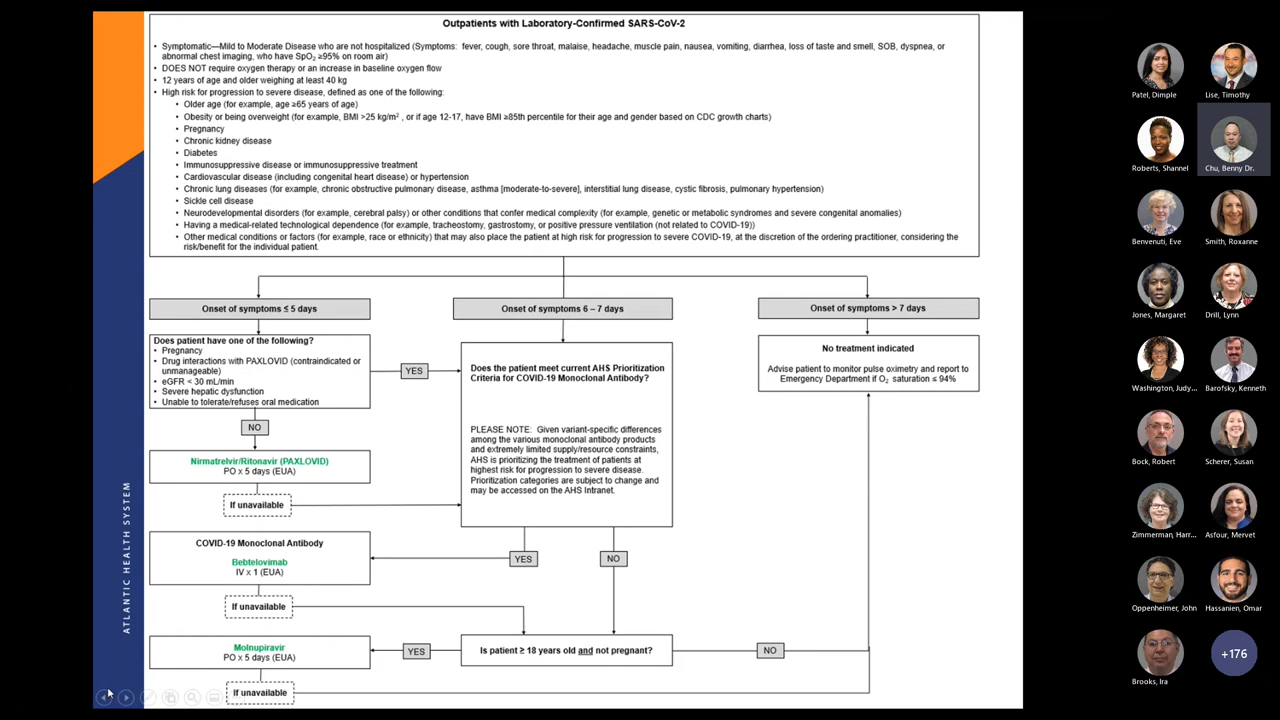 Outpatients with Laboratory-Confirmed SARS-CoV-2
• Symptomatic—Mild to Moderate Disease who are not hospitalized (Symptoms: fever, cough, sore throat, malaise, headache, muscle pain, nausea, vomiting, diarrhea, loss of taste and smell, SOB, dyspnea, or
abnormal chest imaging, who have SpO2 ≥95% on room air)
• DOES NOT require oxygen therapy or an increase in baseline oxygen flow
• 12 years of age and older weighing at least 40 kg
• High risk for progression to severe disease, defined as one of the following:
• Older age (for example, age ≥65 years of age)
• Obesity or being overweight (for example, BMI >25 kg/m2 , or if age 12-17, have BMI ≥85th percentile for their age and gender based on CDC growth charts)
• Pregnancy
• Chronic kidney disease
• Diabetes
• Immunosuppressive disease or immunosuppressive treatment
• Cardiovascular disease (including congenital heart disease) or hypertension
• Chronic lung diseases (for example, chronic obstructive pulmonary disease, asthma [moderate-to-severe], interstitial lung disease, cystic fibrosis, pulmonary hypertension)
• Sickle cell disease
• Neurodevelopmental disorders (for example, cerebral palsy) or other conditions that confer medical complexity (for example, genetic or metabolic syndromes and severe congenital anomalies)
• Having a medical-related technological dependence (for example, tracheostomy, gastrostomy, or positive pressure ventilation (not related to COVID-19))
• Other medical conditions or factors (for example, race or ethnicity) that may also place the patient at high risk for progression to severe COVID-19, at the discretion of the ordering practitioner, considering the
risk/benefit for the individual patient.
Onset of symptoms ≤ 5 days
Onset of symptoms 6 – 7 days
Onset of symptoms > 7 days
Does patient have one of the following?
• Pregnancy
• Drug interactions with PAXLOVID (contraindicated or
unmanageable)
• eGFR < 30 mL/min
• Severe hepatic dysfunction
• Unable to tolerate/refuses oral medication
YES
Does the patient meet current AHS Prioritization
Criteria for COVID-19 Monoclonal Antibody?
PLEASE NOTE: Given variant-specific differences
among the various monoclonal antibody products
and extremely limited supply/resource constraints,
AHS is prioritizing the treatment of patients at
highest risk for progression to severe disease.
Prioritization categories are subject to change and
may be accessed on the AHS Intranet.
No treatment indicated
Advise patient to monitor pulse oximetry and report to
Emergency Department if O2 saturation ≤ 94%
NO
Nirmatrelvir/Ritonavir (PAXLOVID)
PO x 5 days (EUA)
If unavailable
COVID-19 Monoclonal Antibody
Bebtelovimab
IV x 1 (EUA)
YES
NO
If unavailable
Molnupiravir
PO x 5 days (EUA)
YES
Is patient ≥ 18 years old and not pregnant?
NO
If unavailable
ATLANTIC HEALTH SYSTEM
Patel, Dimple
Lise, Timothy
Roberts, Shannel
Chu, Benny Dr.
Benvenuti, Eve
Smith, Roxanne
Jones, Margaret
Drill, Lynn
Washington, Judy...
Barofsky, Kenneth
Bock, Robert
Scherer, Susan
Zimmerman, Harr...
Asfour, Mervet
Oppenheimer, John
Hassanien, Omar
Brooks, Ira
+176